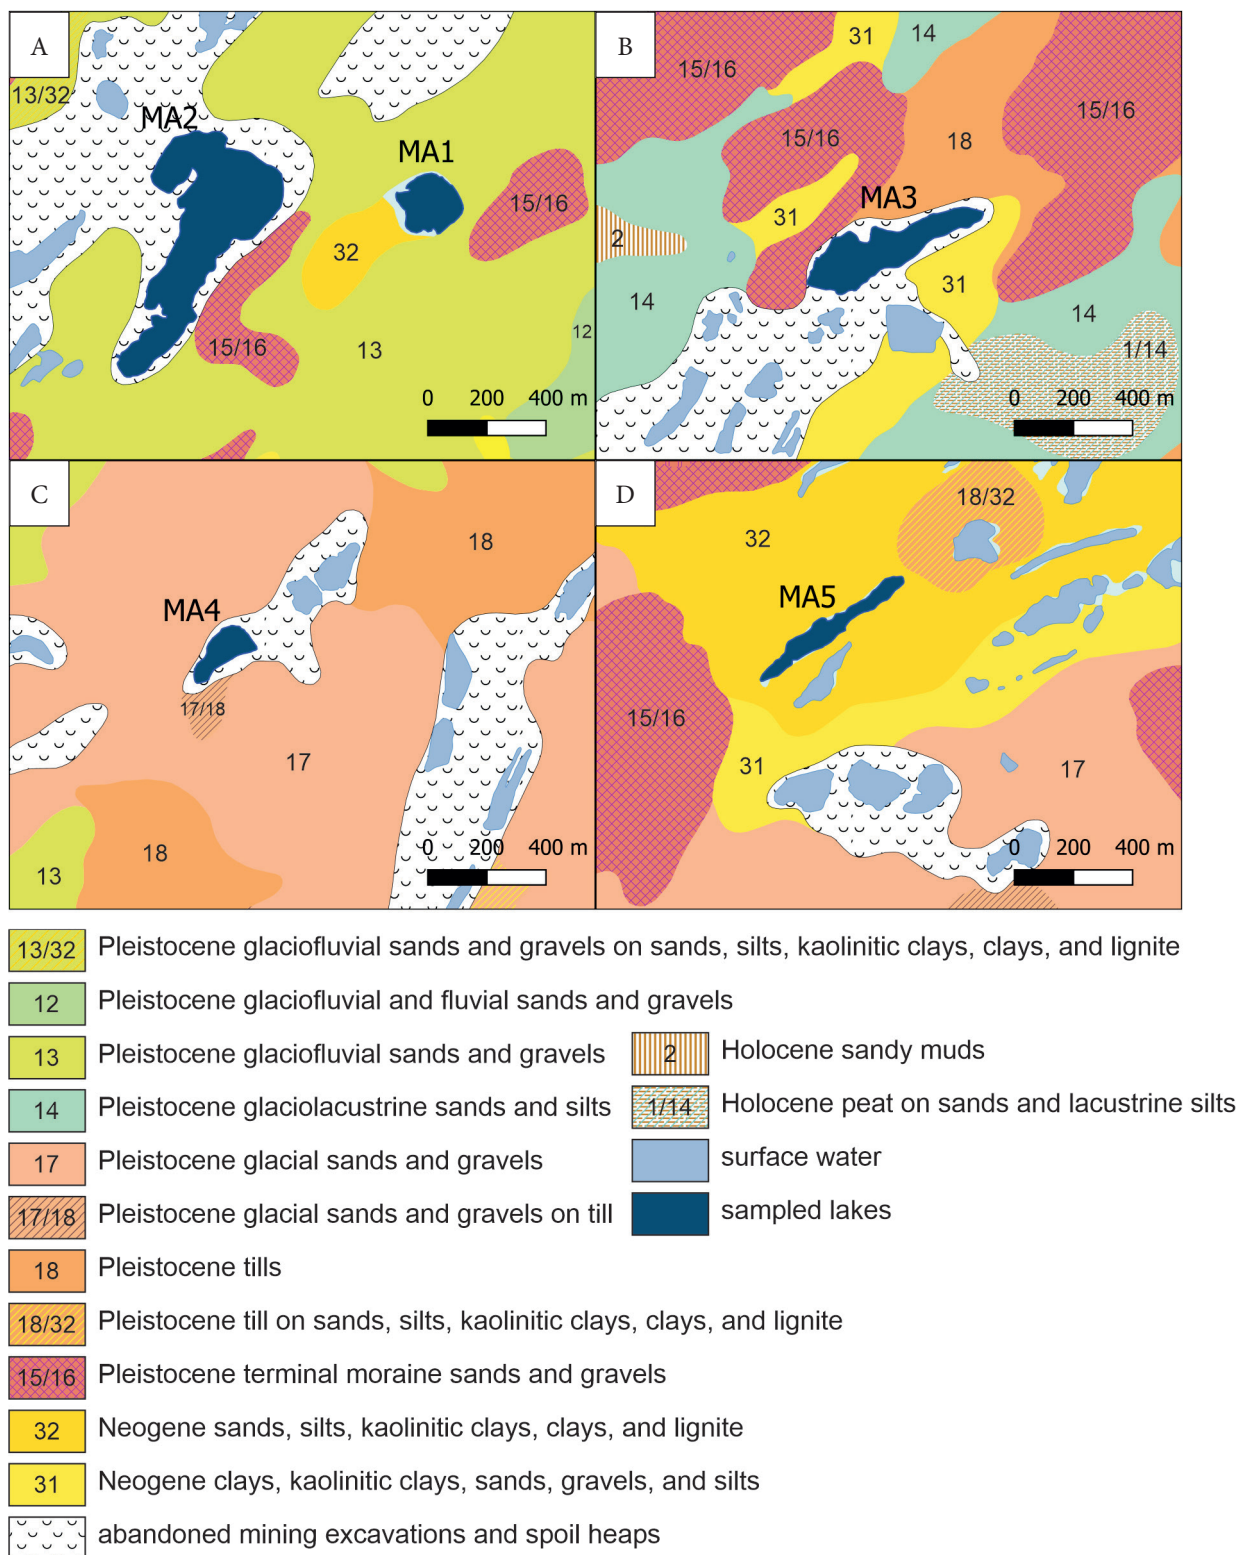 A
13/32
MA2
MA1
15/16
32
15/16
13
12
0 200 400 m
B
31
14
15/16
15/16
15/16
18
MA3
31
2
14
31
14
1/14
0 200 400 m
C
18
MA4
17/18
17
18
13
0 200 400 m
D
18/32
32
MA5
15/16
31
17
0 200 400 m
13/32 Pleistocene glaciofluvial sands and gravels on sands, silts, kaolinitic clays, clays, and lignite
12 Pleistocene glaciofluvial and fluvial sands and gravels
13 Pleistocene glaciofluvial sands and gravels
14 Pleistocene glaciolacustrine sands and silts
17 Pleistocene glacial sands and gravels
17/18 Pleistocene glacial sands and gravels on till
18 Pleistocene tills
18/32 Pleistocene till on sands, silts, kaolinitic clays, clays, and lignite
15/16 Pleistocene terminal moraine sands and gravels
32 Neogene sands, silts, kaolinitic clays, clays, and lignite
31 Neogene clays, kaolinitic clays, sands, gravels, and silts
abandoned mining excavations and spoil heaps
2 Holocene sandy muds
1/14 Holocene peat on sands and lacustrine silts
surface water
sampled lakes